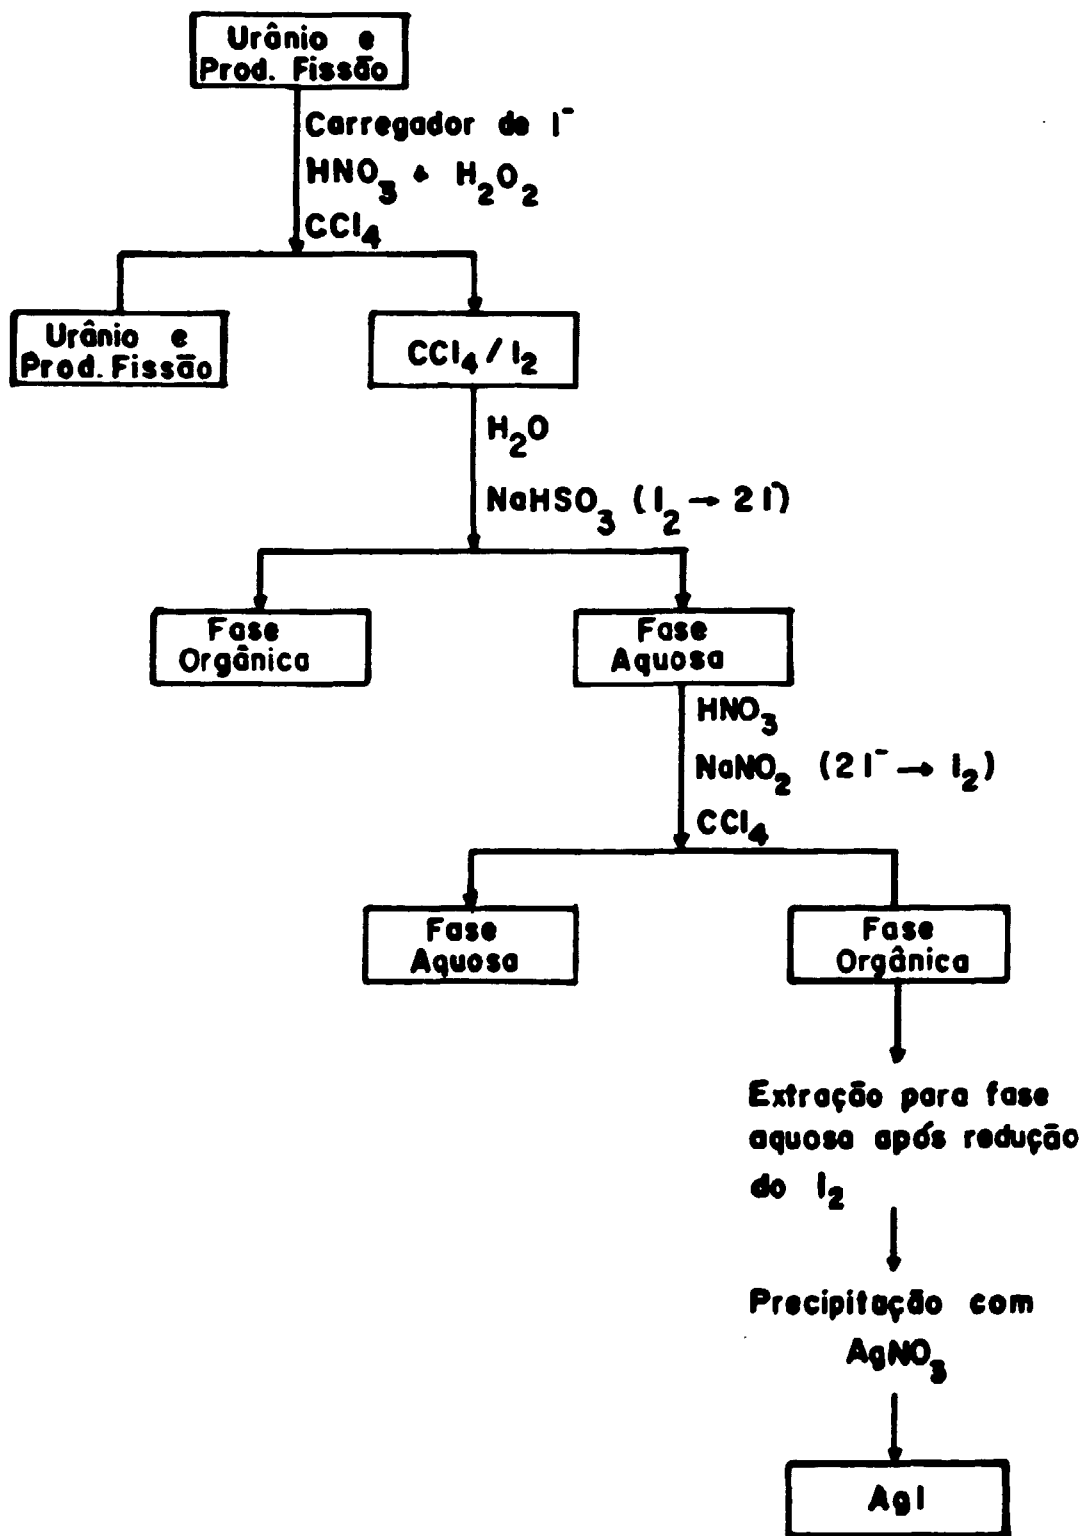 Urânio e
Prod. Fissão
Carregador de I⁻
HNO₃ + H₂O₂
CCl₄
Urânio e
Prod. Fissão
CCl₄ / I₂
H₂O
NaHSO₃ (I₂ → 2I⁻)
Fase
Orgânica
Fase
Aquosa
HNO₃
NaNO₂ (2I⁻ → I₂)
CCl₄
Fase
Aquosa
Fase
Orgânica
Extração para fase
aquosa após redução
do I₂
Precipitação com
AgNO₃
AgI